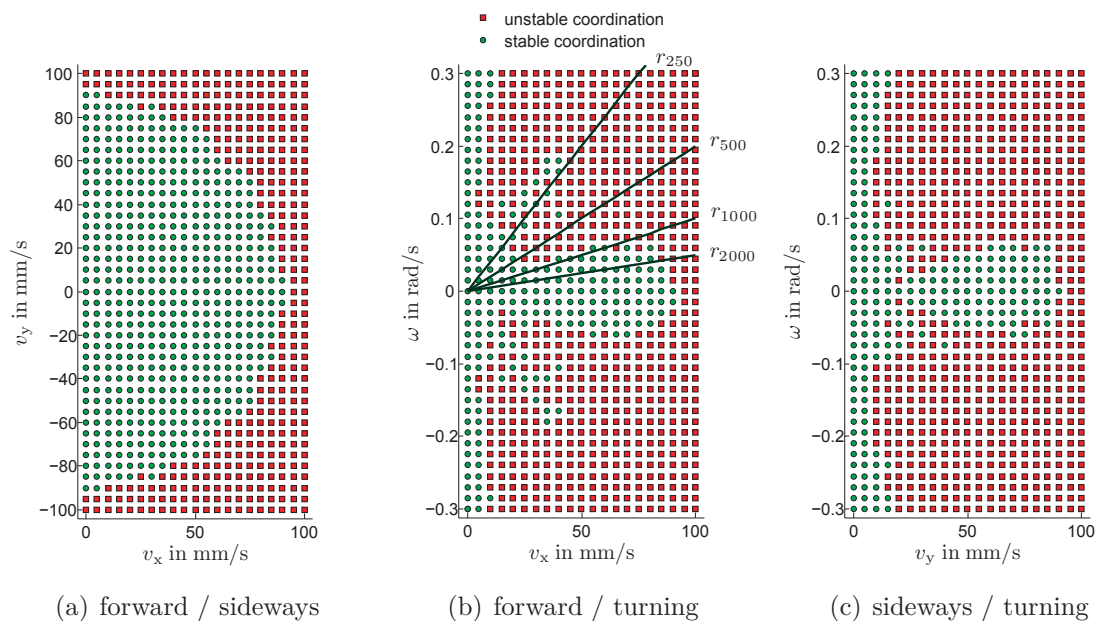 unstable coordination
stable coordination
100
80
60
40
20
0
−20
−40
−60
−80
−100
v_y in mm/s
0 50 100
v_x in mm/s
(a) forward / sideways
0.3
0.2
0.1
0
−0.1
−0.2
−0.3
ω in rad/s
r_250
r_500
r_1000
r_2000
0 50 100
v_x in mm/s
(b) forward / turning
0.3
0.2
0.1
0
−0.1
−0.2
−0.3
ω in rad/s
0 50 100
v_y in mm/s
(c) sideways / turning